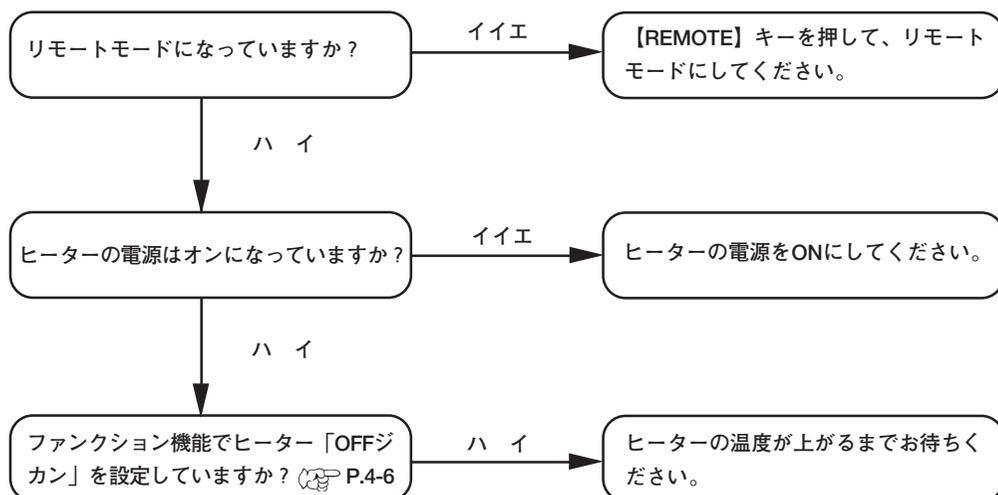 リモートモードになっていますか？
イイエ
【REMOTE】キーを押して、リモート
モードにしてください。
ハ　イ
ヒーターの電源はオンになっていますか？
イイエ
ヒーターの電源をONにしてください。
ハ　イ
ファンクション機能でヒーター「OFFジ
カン」を設定していますか？ P.4-6
ハ　イ
ヒーターの温度が上がるまでお待ちく
ださい。